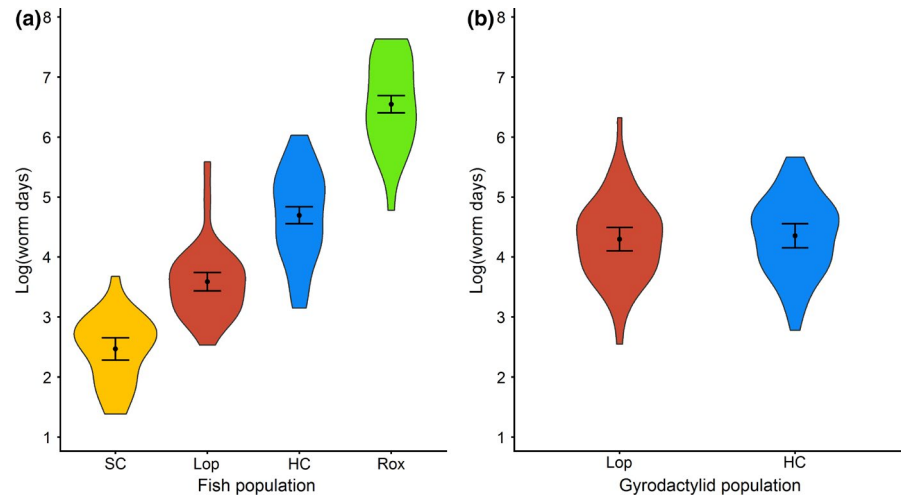 (a)
8
7
6
5
4
3
2
1
Log(worm days)
SC Lop HC Rox
Fish population
(b)
8
7
6
5
4
3
2
1
Log(worm days)
Lop HC
Gyrodactylid population